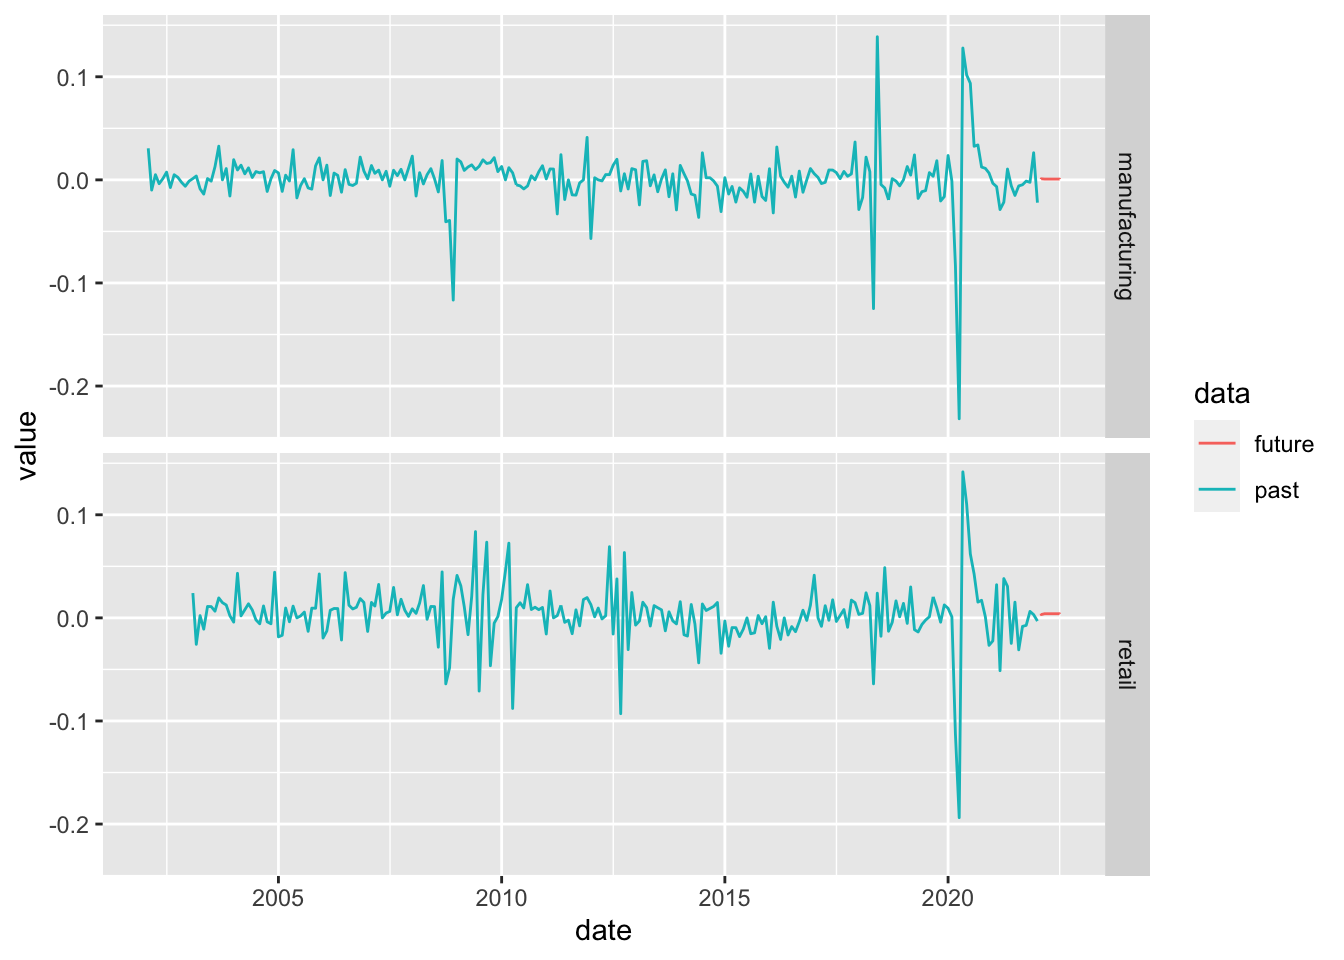 0.1
0.0
-0.1
-0.2
manufacturing
value
0.1
0.0
-0.1
-0.2
retail
2005 2010 2015 2020
date
data
future
past